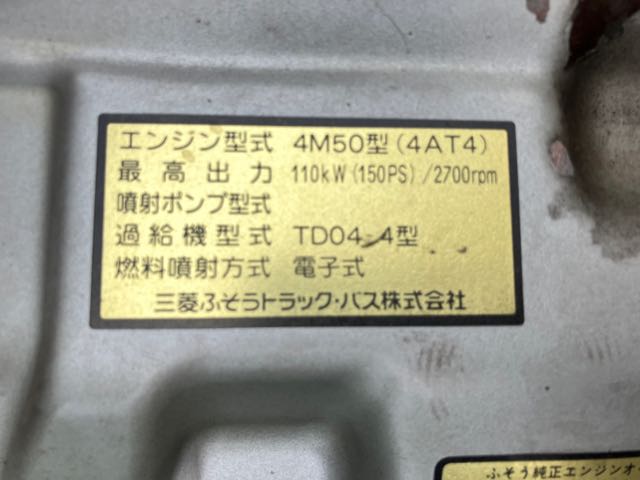 エンジン型式 4M50型(4AT4)
最高出力 110kW(150PS)/2700rpm
噴射ポンプ型式
過給機型式 TD04-4型
燃料噴射方式 電子式
三菱ふそうトラック・バス株式会社
ふそう純正エンジンオ